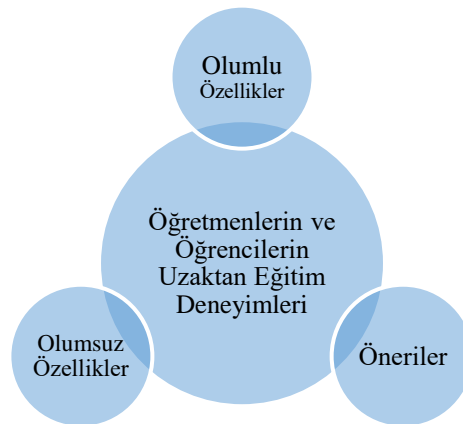 Olumlu
Özellikler
Öğretmenlerin ve
Öğrencilerin
Uzaktan Eğitim
Deneyimleri
Olumsuz
Özellikler
Öneriler